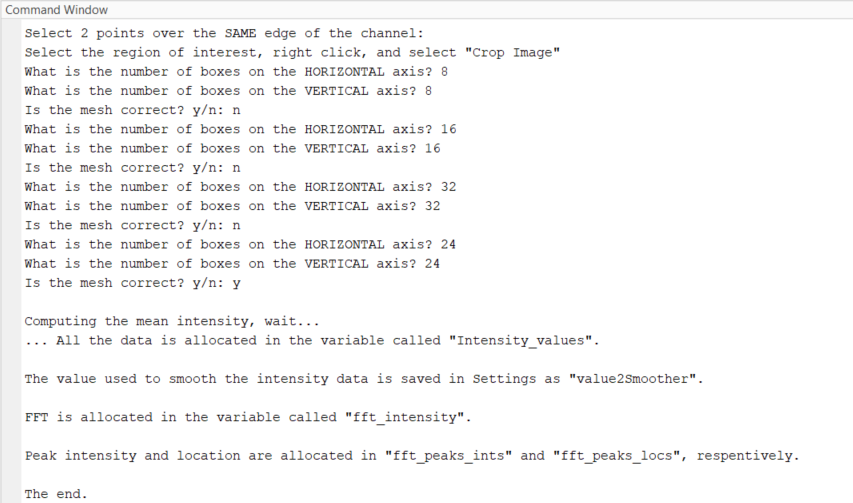 Command Window
Select 2 points over the SAME edge of the channel:
Select the region of interest, right click, and select "Crop Image"
What is the number of boxes on the HORIZONTAL axis? 8
What is the number of boxes on the VERTICAL axis? 8
Is the mesh correct? y/n: n
What is the number of boxes on the HORIZONTAL axis? 16
What is the number of boxes on the VERTICAL axis? 16
Is the mesh correct? y/n: n
What is the number of boxes on the HORIZONTAL axis? 32
What is the number of boxes on the VERTICAL axis? 32
Is the mesh correct? y/n: n
What is the number of boxes on the HORIZONTAL axis? 24
What is the number of boxes on the VERTICAL axis? 24
Is the mesh correct? y/n: y
Computing the mean intensity, wait...
... All the data is allocated in the variable called "Intensity_values".
The value used to smooth the intensity data is saved in Settings as "value2Smoother".
FFT is allocated in the variable called "fft_intensity".
Peak intensity and location are allocated in "fft_peaks_ints" and "fft_peaks_locs", respentively.
The end.